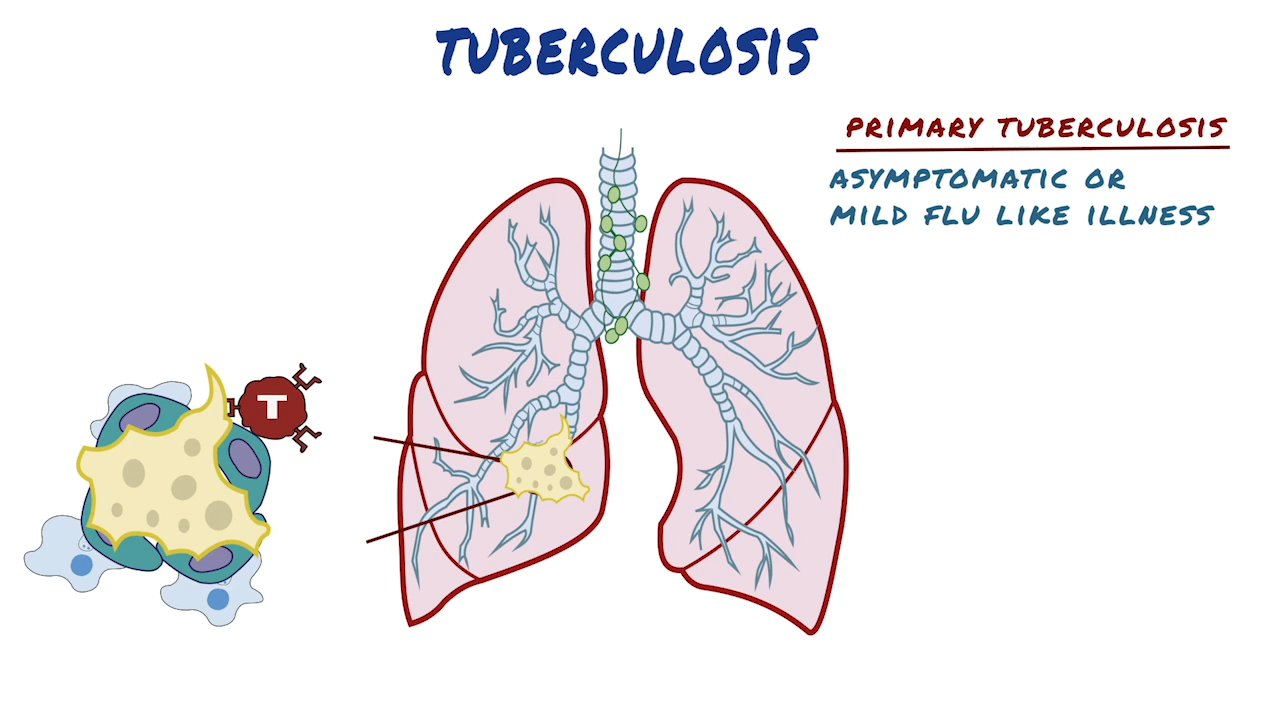 TUBERCULOSIS
PRIMARY TUBERCULOSIS
ASYMPTOMATIC OR
MILD FLU LIKE ILLNESS
T